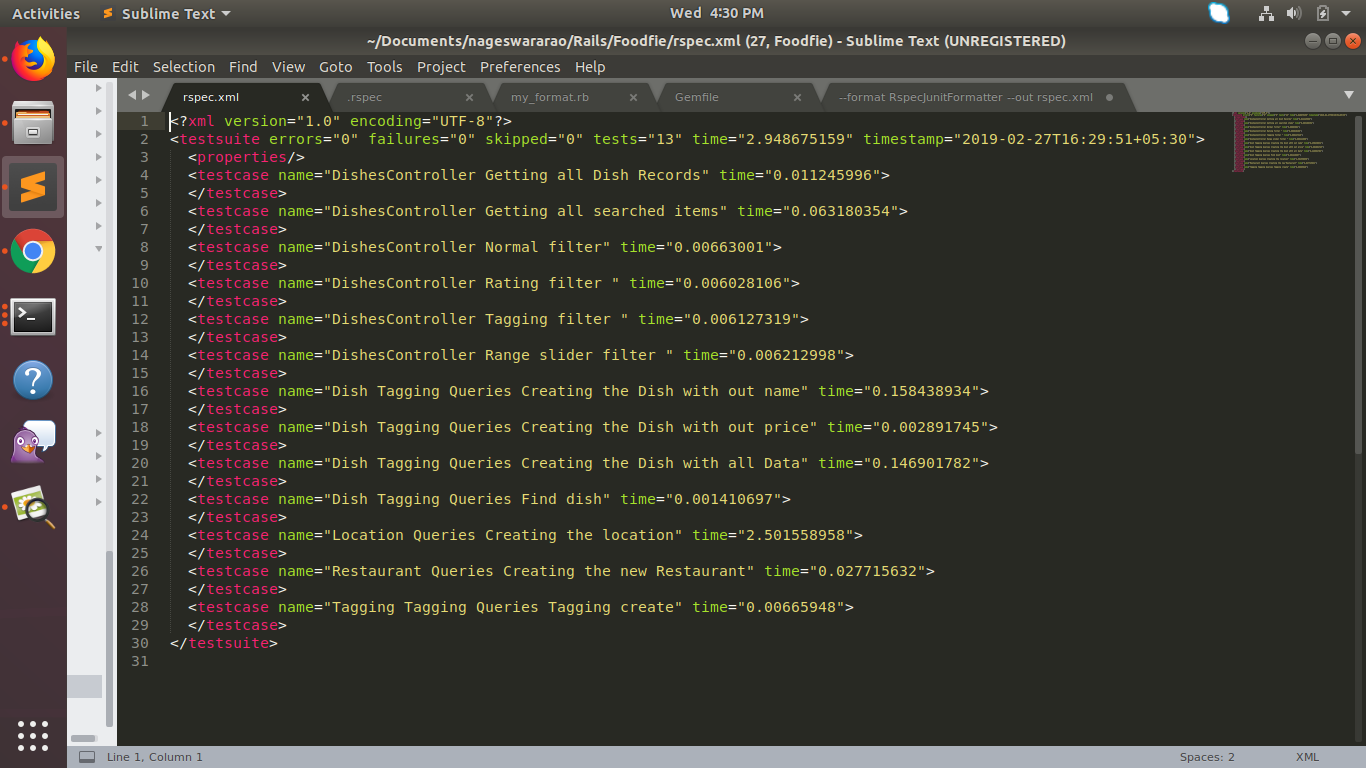 Activities Sublime Text Wed 4:30 PM
~/Documents/nageswararao/Rails/Foodfie/rspec.xml (27, Foodfie) - Sublime Text (UNREGISTERED)
File Edit Selection Find View Goto Tools Project Preferences Help
rspec.xml .rspec my_format.rb Gemfile --format RspecJunitFormatter --out rspec.xml
1 <?xml version="1.0" encoding="UTF-8"?>
2 <testsuite errors="0" failures="0" skipped="0" tests="13" time="2.948675159" timestamp="2019-02-27T16:29:51+05:30">
3 <properties/>
4 <testcase name="DishesController Getting all Dish Records" time="0.011245996">
5 </testcase>
6 <testcase name="DishesController Getting all searched items" time="0.063180354">
7 </testcase>
8 <testcase name="DishesController Normal filter" time="0.00663001">
9 </testcase>
10 <testcase name="DishesController Rating filter " time="0.006028106">
11 </testcase>
12 <testcase name="DishesController Tagging filter " time="0.006127319">
13 </testcase>
14 <testcase name="DishesController Range slider filter " time="0.006212998">
15 </testcase>
16 <testcase name="Dish Tagging Queries Creating the Dish with out name" time="0.158438934">
17 </testcase>
18 <testcase name="Dish Tagging Queries Creating the Dish with out price" time="0.002891745">
19 </testcase>
20 <testcase name="Dish Tagging Queries Creating the Dish with all Data" time="0.146901782">
21 </testcase>
22 <testcase name="Dish Tagging Queries Find dish" time="0.001410697">
23 </testcase>
24 <testcase name="Location Queries Creating the location" time="2.501558958">
25 </testcase>
26 <testcase name="Restaurant Queries Creating the new Restaurant" time="0.027715632">
27 </testcase>
28 <testcase name="Tagging Tagging Queries Tagging create" time="0.00665948">
29 </testcase>
30 </testsuite>
31
Line 1, Column 1 Spaces: 2 XML